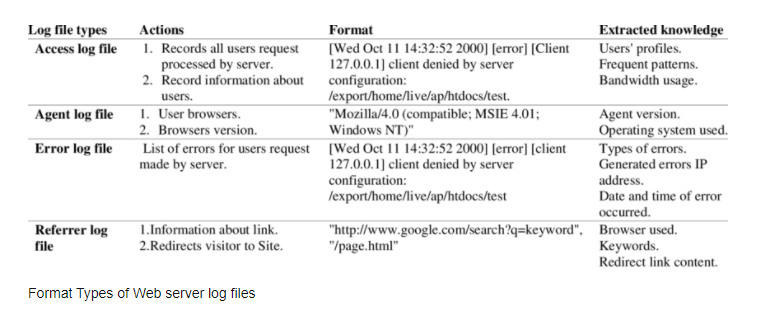 Log file types Actions Format Extracted knowledge
Access log file 1. Records all users request [Wed Oct 11 14:32:52 2000] [error] [Client Users' profiles.
processed by server. 127.0.0.1] client denied by server Frequent patterns.
2. Record information about configuration: Bandwidth usage.
users. /export/home/live/ap/htdocs/test.
Agent log file 1. User browsers. "Mozilla/4.0 (compatible; MSIE 4.01; Agent version.
2. Browsers version. Windows NT)" Operating system used.
Error log file List of errors for users request [Wed Oct 11 14:32:52 2000] [error] [client Types of errors.
made by server. 127.0.0.1] client denied by server Generated errors IP
configuration: address.
/export/home/live/ap/htdocs/test Date and time of error
occurred.
Referrer log 1.Information about link. "http://www.google.com/search?q=keyword", Browser used.
file 2.Redirects visitor to Site. "/page.html" Keywords.
Redirect link content.
Format Types of Web server log files